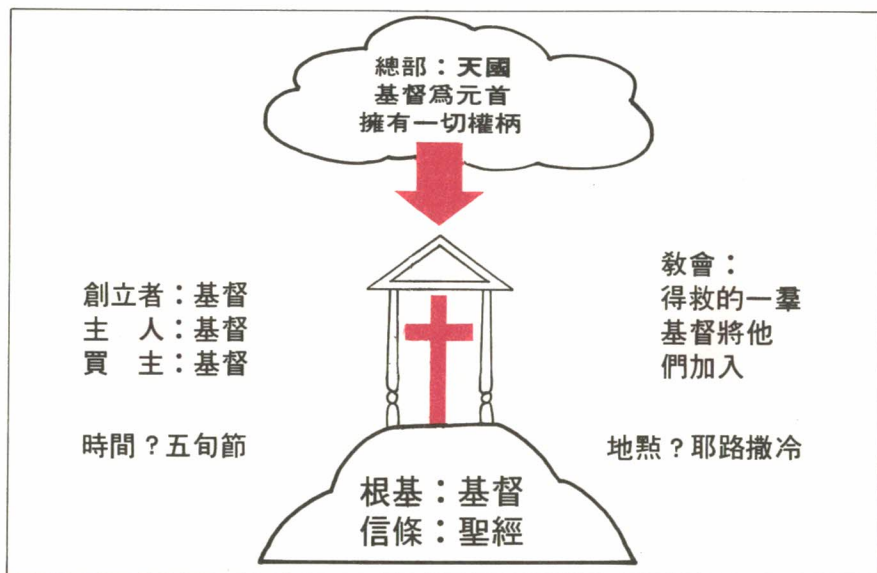 總部：天國
基督爲元首
擁有一切權柄
創立者：基督
主　人：基督
買　主：基督
教會：
得救的一羣
基督將他
們加入
時間？五旬節
地點？耶路撒冷
根基：基督
信條：聖經